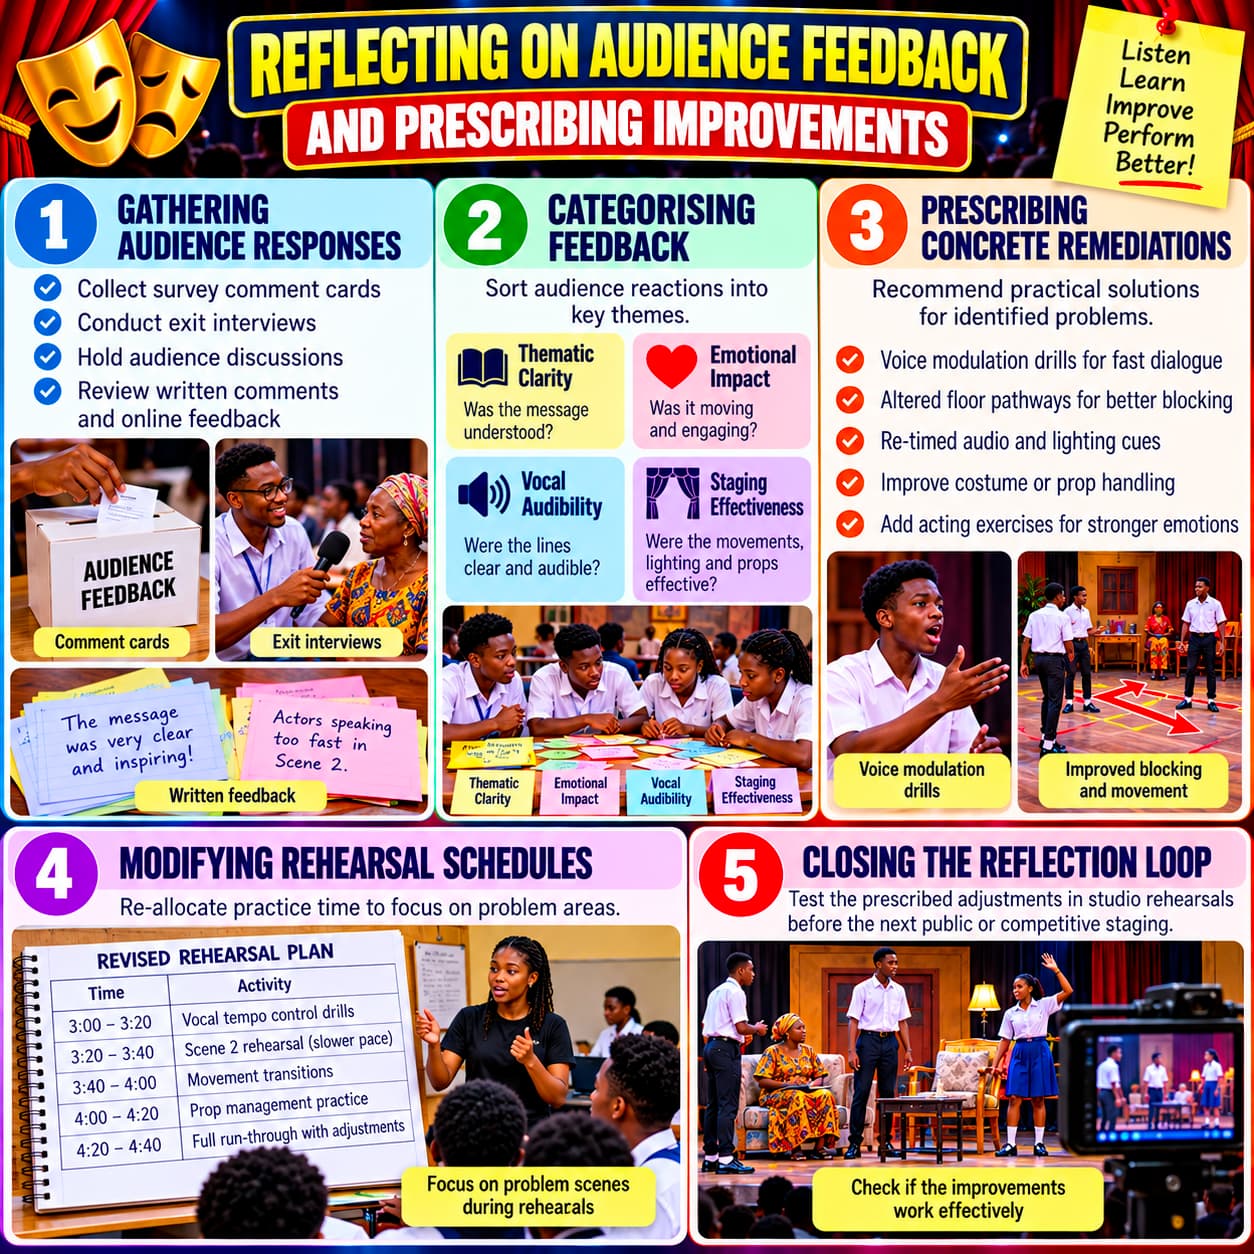 REFLECTING ON AUDIENCE FEEDBACK
AND PRESCRIBING IMPROVEMENTS
Listen
Learn
Improve
Perform
Better!
1
GATHERING
AUDIENCE RESPONSES
Collect survey comment cards
Conduct exit interviews
Hold audience discussions
Review written comments
and online feedback
AUDIENCE
FEEDBACK
Comment cards
Exit interviews
The message
was very clear
and inspiring!
Actors speaking
too fast in
Scene 2.
Written feedback
2
CATEGORISING
FEEDBACK
Sort audience reactions into
key themes.
Thematic
Clarity
Was the message
understood?
Emotional
Impact
Was it moving
and engaging?
Vocal
Audibility
Were the lines
clear and audible?
Staging
Effectiveness
Were the movements,
lighting and props
effective?
Thematic
Clarity
Emotional
Impact
Vocal
Audibility
Staging
Effectiveness
3
PRESCRIBING
CONCRETE REMEDIATIONS
Recommend practical solutions
for identified problems.
Voice modulation drills for fast dialogue
Altered floor pathways for better blocking
Re-timed audio and lighting cues
Improve costume or prop handling
Add acting exercises for stronger emotions
Voice modulation
drills
Improved blocking
and movement
4
MODIFYING REHEARSAL SCHEDULES
Re-allocate practice time to focus on problem areas.
REVISED REHEARSAL PLAN
Time Activity
3:00 – 3:20 Vocal tempo control drills
3:20 – 3:40 Scene 2 rehearsal (slower pace)
3:40 – 4:00 Movement transitions
4:00 – 4:20 Prop management practice
4:20 – 4:40 Full run-through with adjustments
Focus on problem scenes
during rehearsals
5
CLOSING THE REFLECTION LOOP
Test the prescribed adjustments in studio rehearsals
before the next public or competitive staging.
Check if the improvements
work effectively